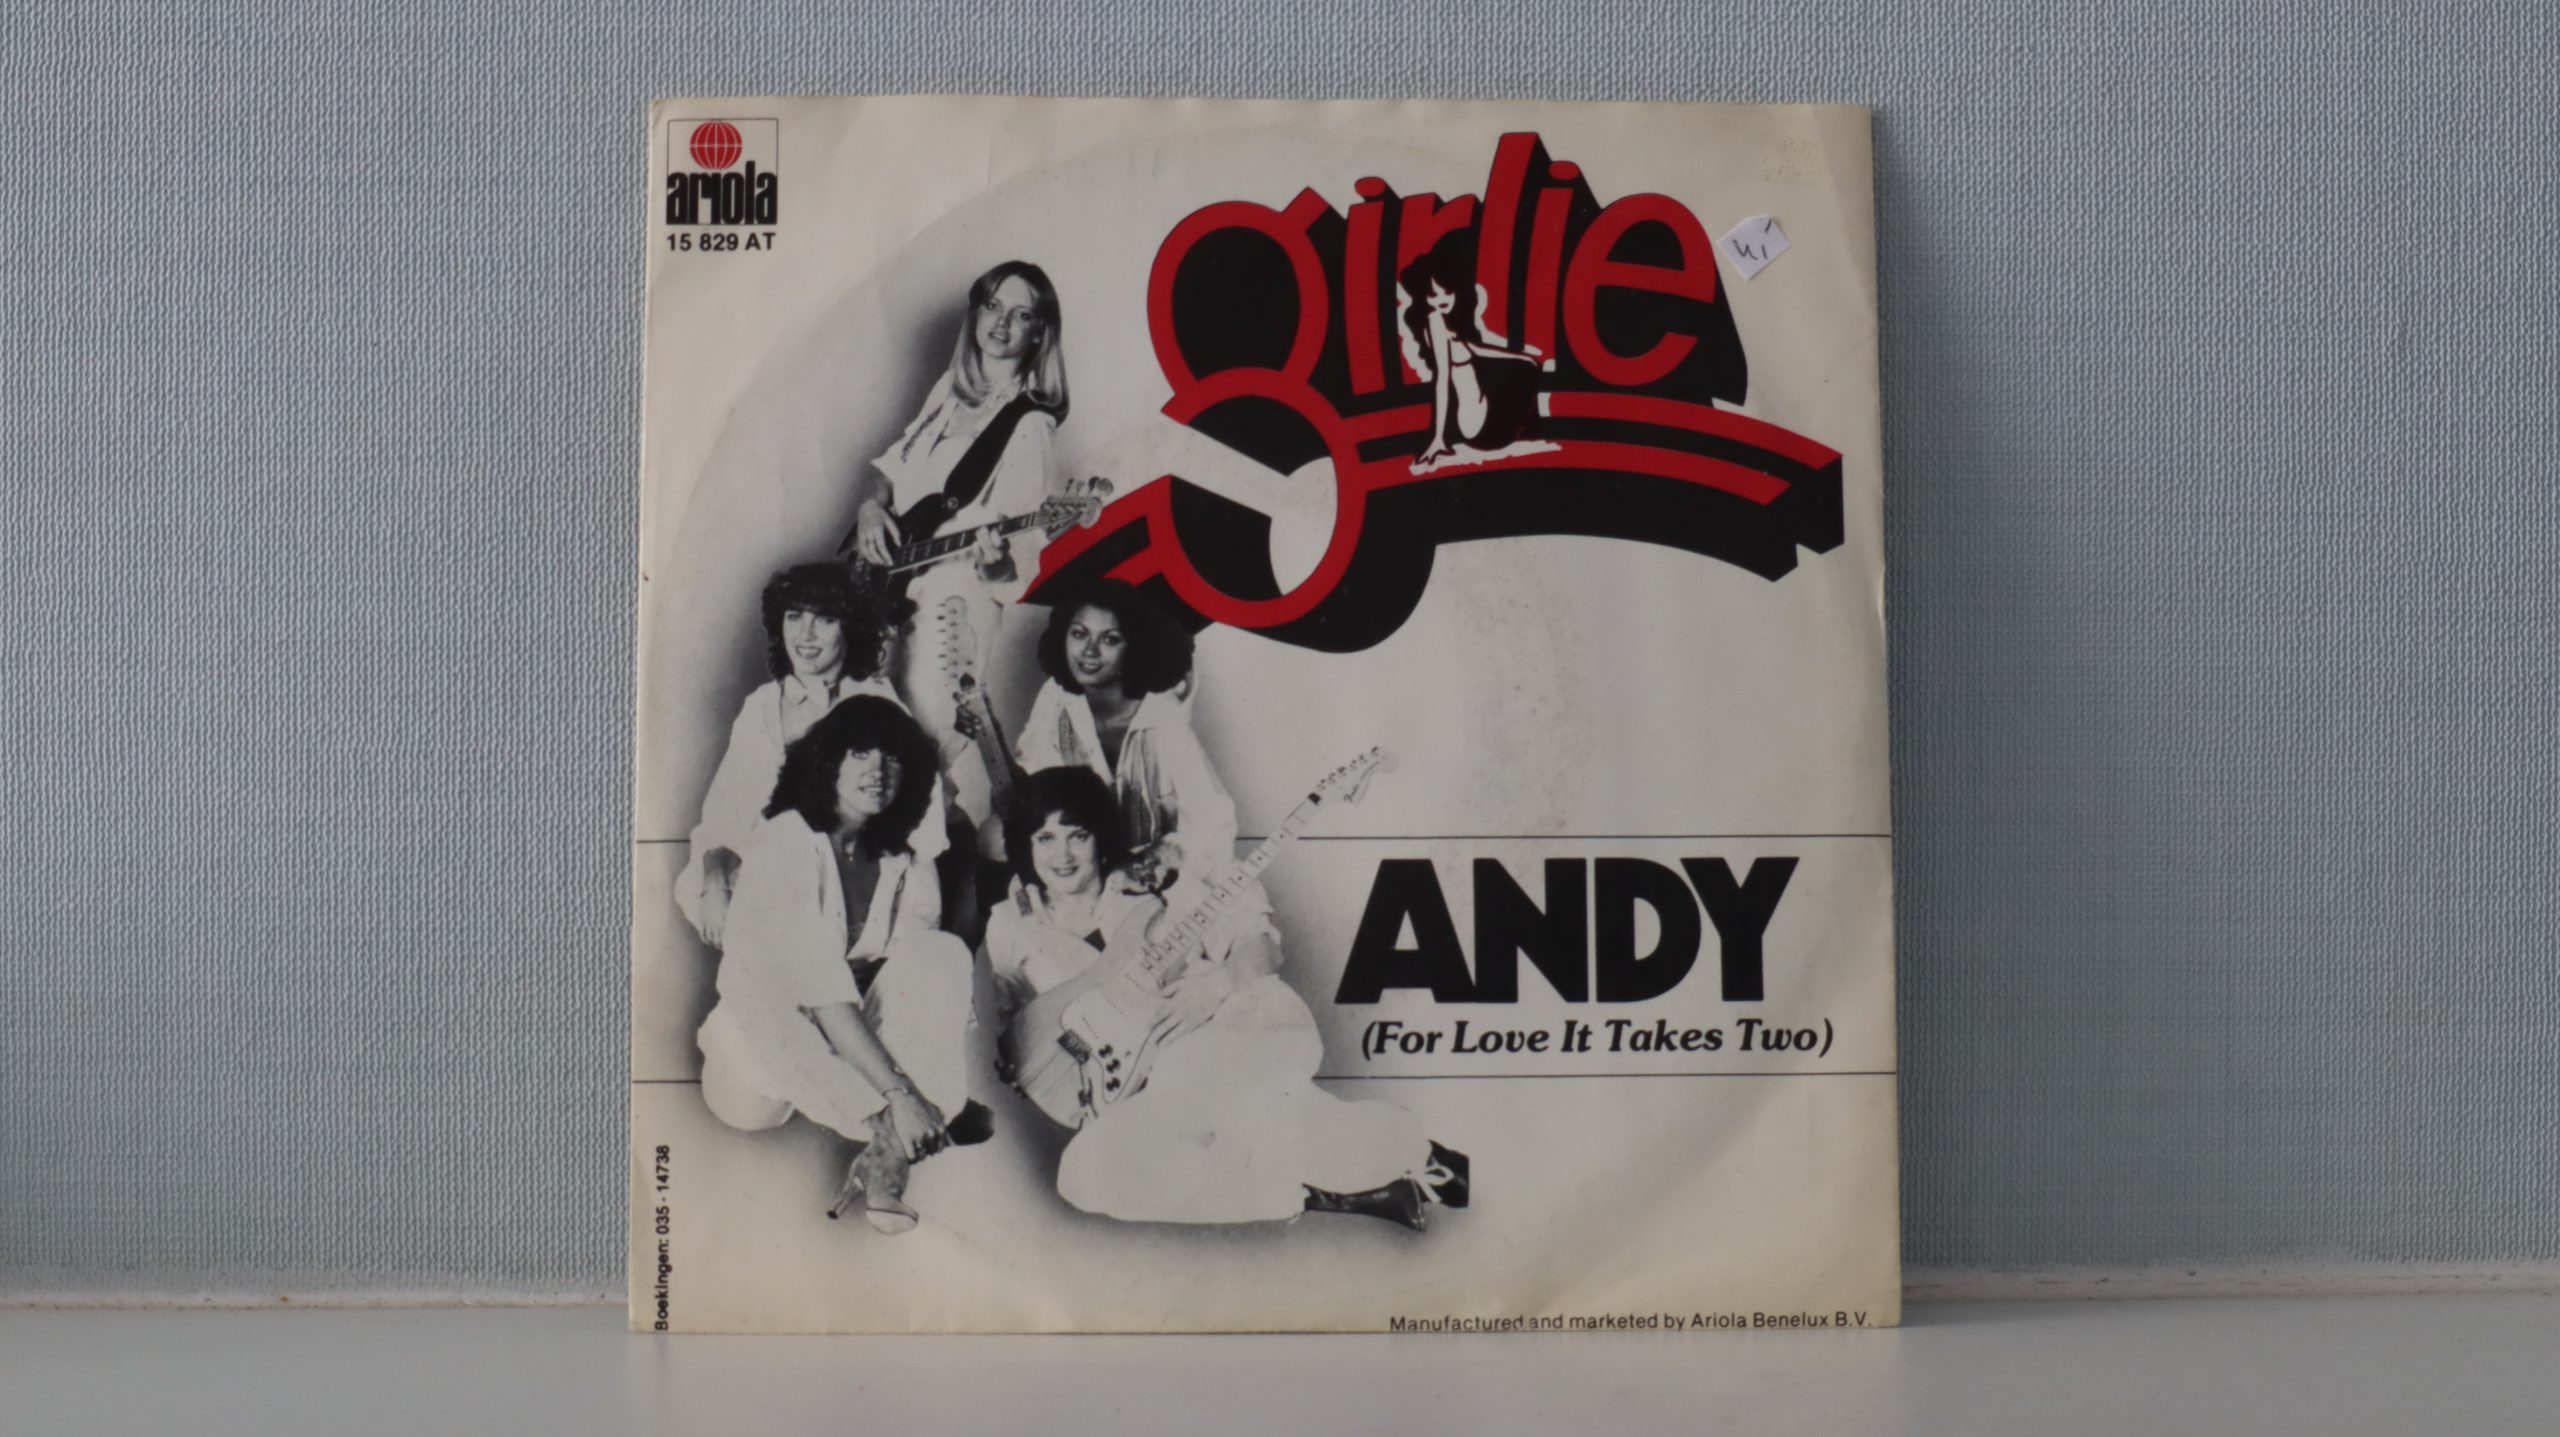 ariola
15 829 AT
girlie
ANDY
(For Love It Takes Two)
Boekingen: 035 - 14738
Manufactured and marketed by Ariola Benelux B.V.